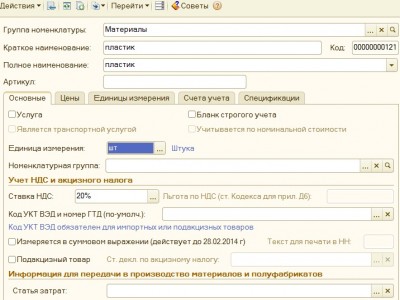 Действия Перейти Советы ?
Группа номенклатуры: Материалы ... x
Краткое наименование: пластик Код: 00000000121
Полное наименование: пластик
Артикул:
Основные Цены Единицы измерения Счета учета Спецификации
Услуга Бланк строгого учета
Является транспортной услугой Учитывается по номинальной стоимости
Единица измерения: шт ... Штука
Номенклатурная группа: ... x
Учет НДС и акцизного налога
Ставка НДС: 20% ... Льгота по НДС (ст. Кодекса для прил. Д6):
Код УКТ ВЭД и номер ГТД (по-умолч.): ... x
Код УКТ ВЭД обязателен для импортных или подакцизных товаров
Измеряется в суммовом выражении (действует до 28.02.2014 г) Текст для печати в НН:
Подакцизный товар Ст. декл. по акцизному налогу: ... x
Информация для передачи в производство материалов и полуфабрикатов
Статья затрат: ... x